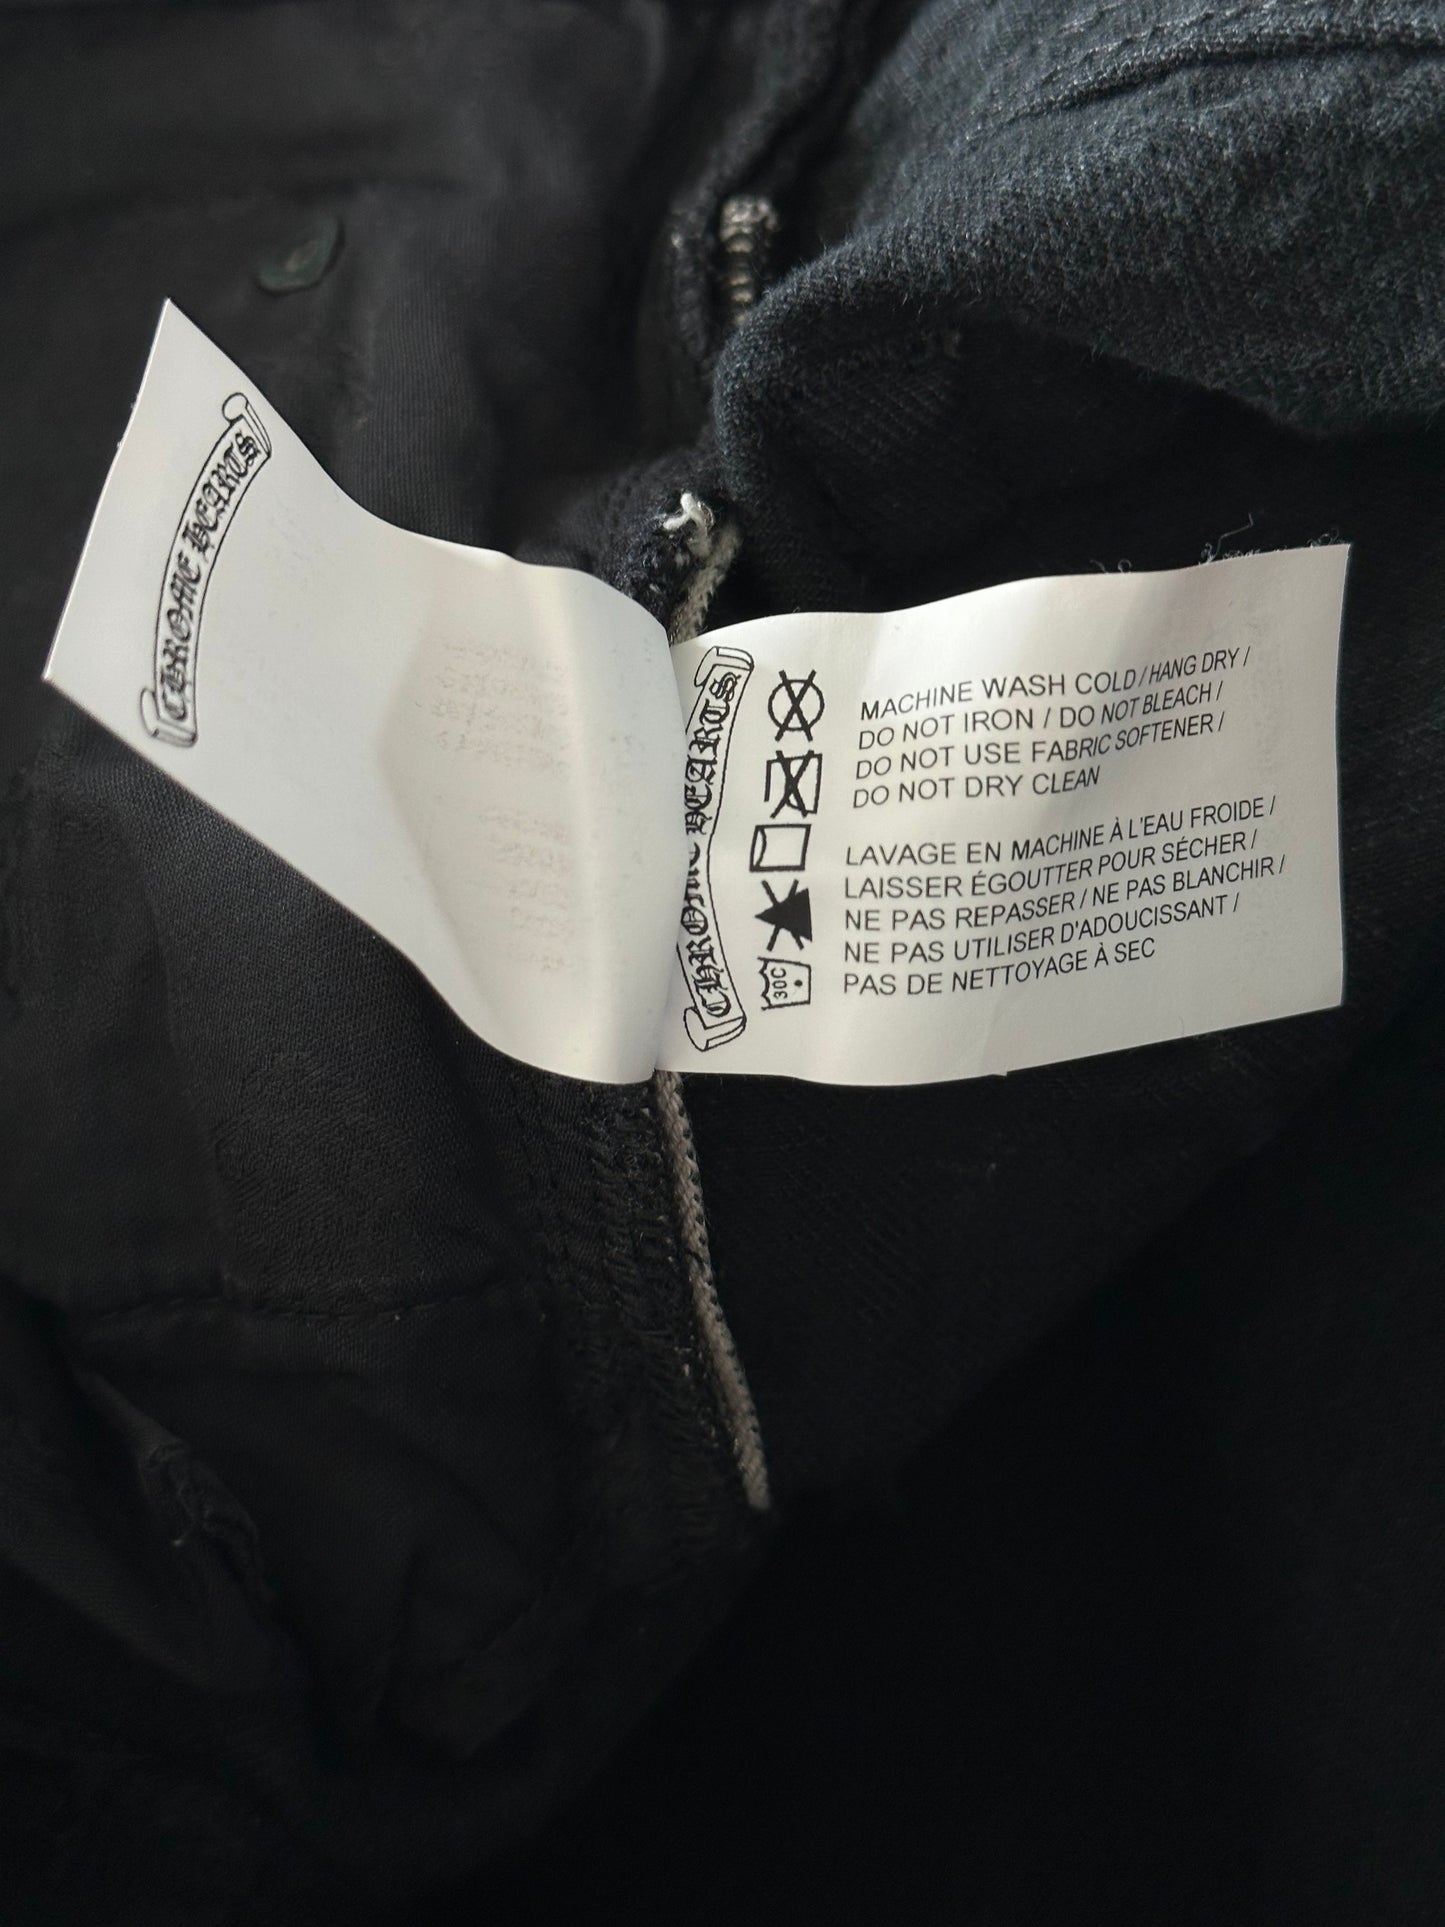 CHROME HEARTS
CHROME HEARTS
MACHINE WASH COLD / HANG DRY /
DO NOT IRON / DO NOT BLEACH /
DO NOT USE FABRIC SOFTENER /
DO NOT DRY CLEAN
LAVAGE EN MACHINE À L'EAU FROIDE /
LAISSER ÉGOUTTER POUR SÉCHER /
NE PAS REPASSER / NE PAS BLANCHIR /
NE PAS UTILISER D'ADOUCISSANT /
PAS DE NETTOYAGE À SEC
30C